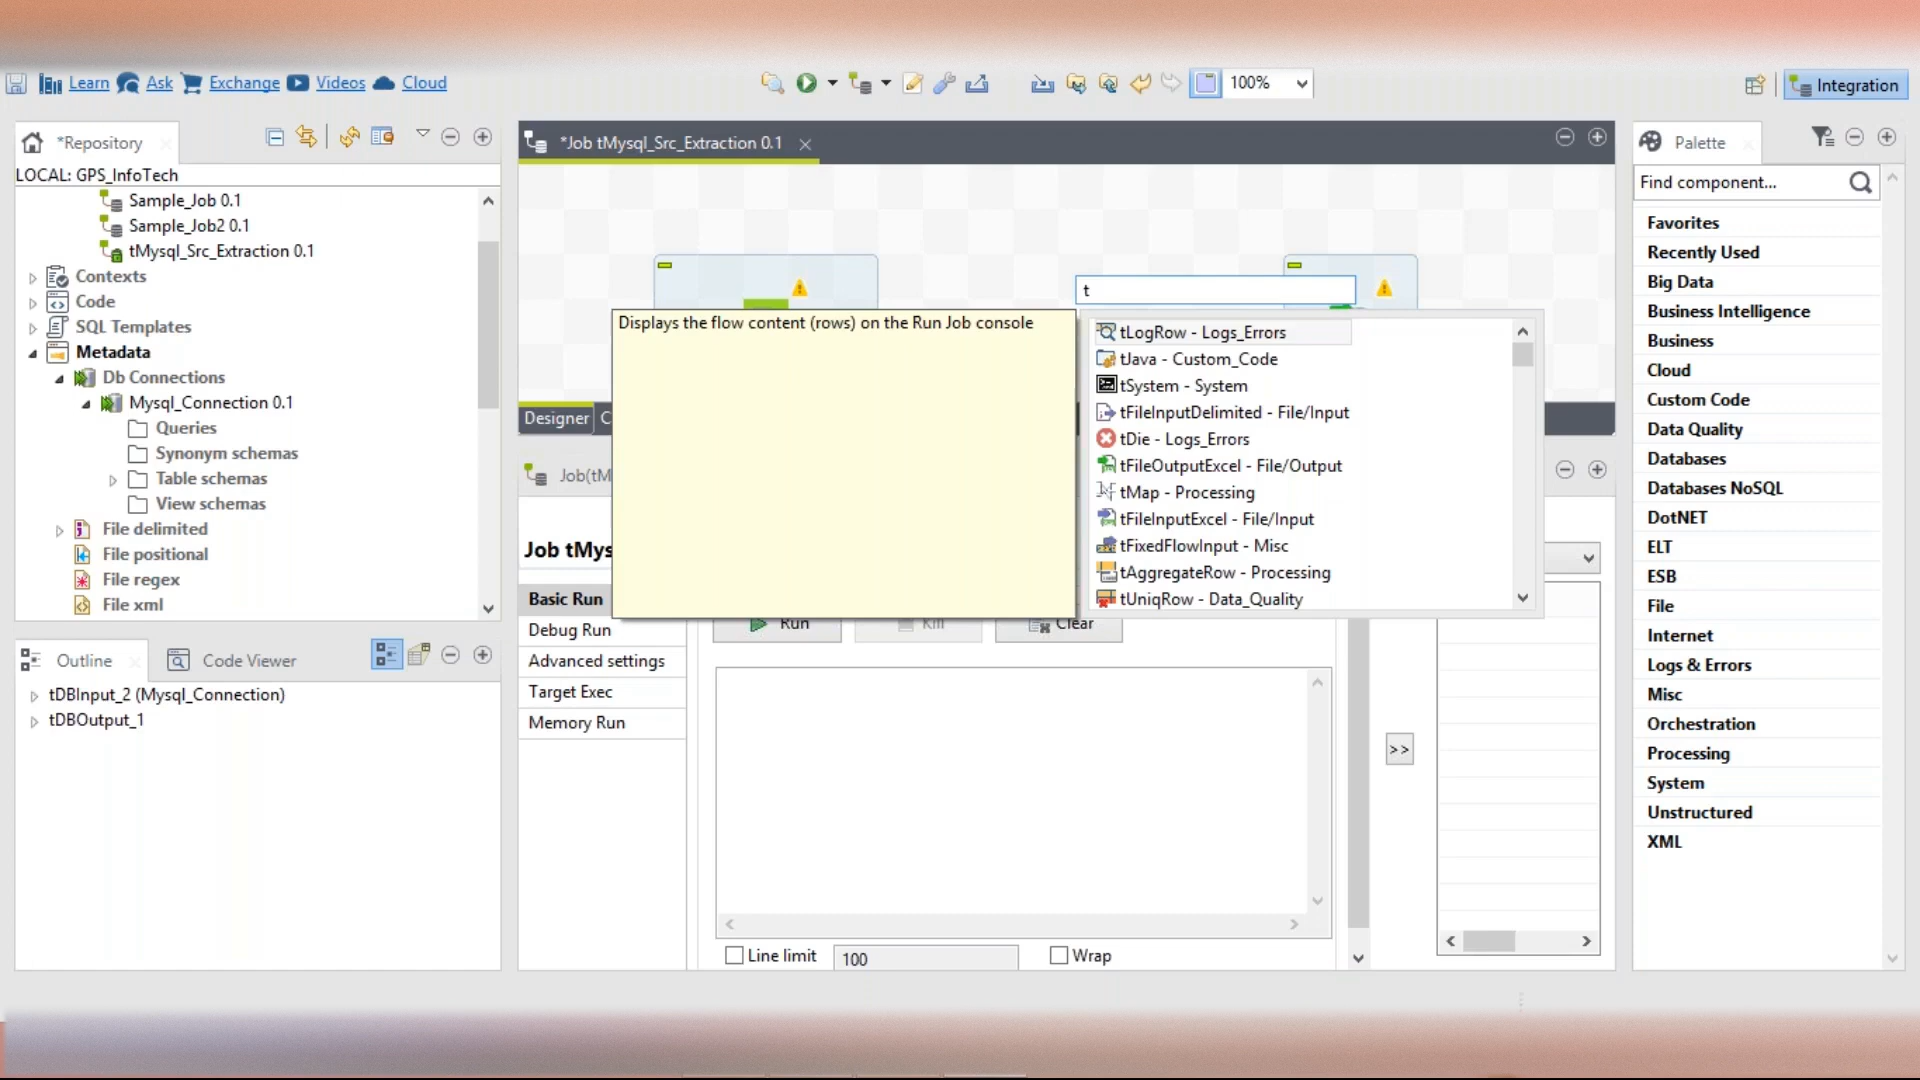 Learn Ask Exchange Videos Cloud 100% Integration
*Repository
LOCAL: GPS_InfoTech
Sample_Job 0.1
Sample_Job2 0.1
tMysql_Src_Extraction 0.1
Contexts
Code
SQL Templates
Metadata
Db Connections
Mysql_Connection 0.1
Queries
Synonym schemas
Table schemas
View schemas
File delimited
File positional
File regex
File xml
Outline Code Viewer
tDBInput_2 (Mysql_Connection)
tDBOutput_1
*Job tMysql_Src_Extraction 0.1
t
Displays the flow content (rows) on the Run Job console
tLogRow - Logs_Errors
tJava - Custom_Code
tSystem - System
tFileInputDelimited - File/Input
tDie - Logs_Errors
tFileOutputExcel - File/Output
tMap - Processing
tFileInputExcel - File/Input
tFixedFlowInput - Misc
tAggregateRow - Processing
tUniqRow - Data_Quality
Designer C
Job(tM
Job tMys
Basic Run
Debug Run
Advanced settings
Target Exec
Memory Run
Run Kill Clear
>>
Line limit 100 Wrap
Palette
Find component...
Favorites
Recently Used
Big Data
Business Intelligence
Business
Cloud
Custom Code
Data Quality
Databases
Databases NoSQL
DotNET
ELT
ESB
File
Internet
Logs & Errors
Misc
Orchestration
Processing
System
Unstructured
XML